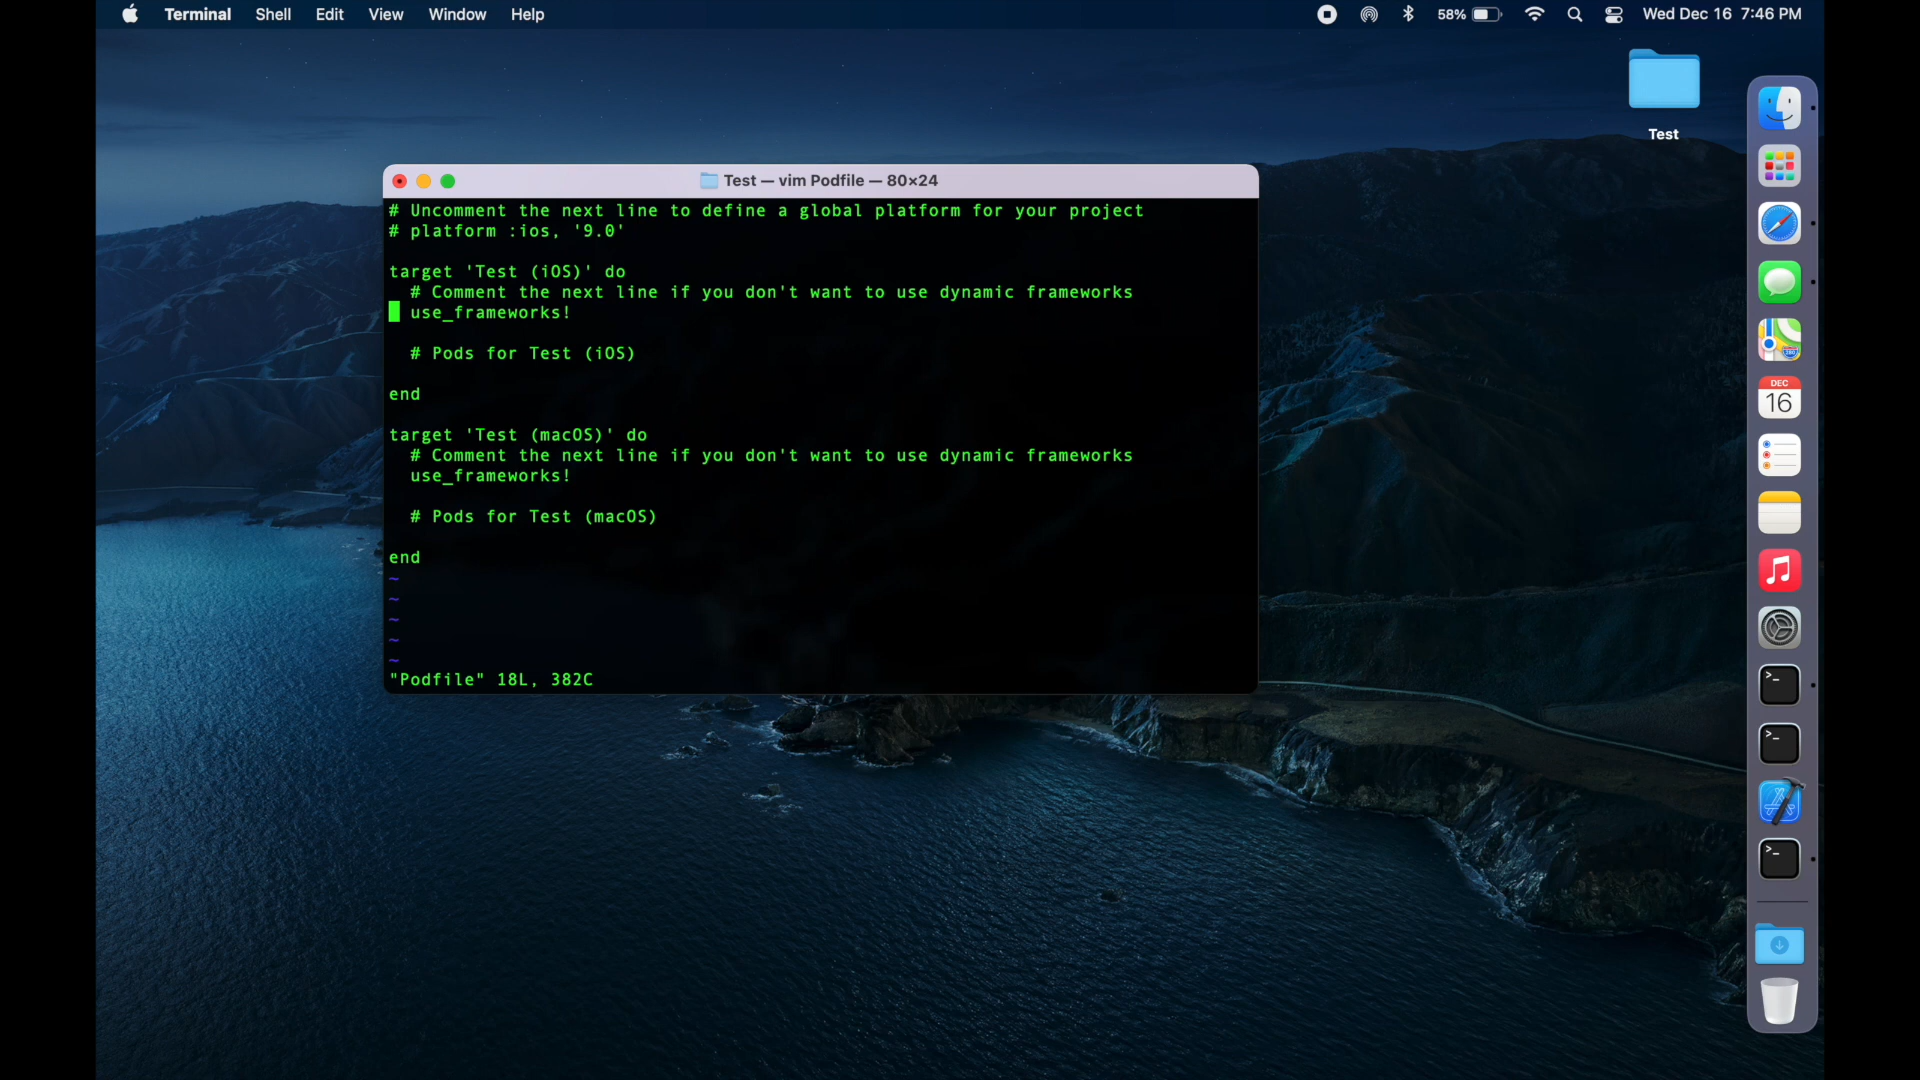 Terminal Shell Edit View Window Help 58% Wed Dec 16 7:46 PM
Test
Test — vim Podfile — 80×24
# Uncomment the next line to define a global platform for your project
# platform :ios, '9.0'
target 'Test (iOS)' do
# Comment the next line if you don't want to use dynamic frameworks
use_frameworks!
# Pods for Test (iOS)
end
target 'Test (macOS)' do
# Comment the next line if you don't want to use dynamic frameworks
use_frameworks!
# Pods for Test (macOS)
end
~
~
~
~
~
"Podfile" 18L, 382C
280
DEC
16
>_
>_
>_